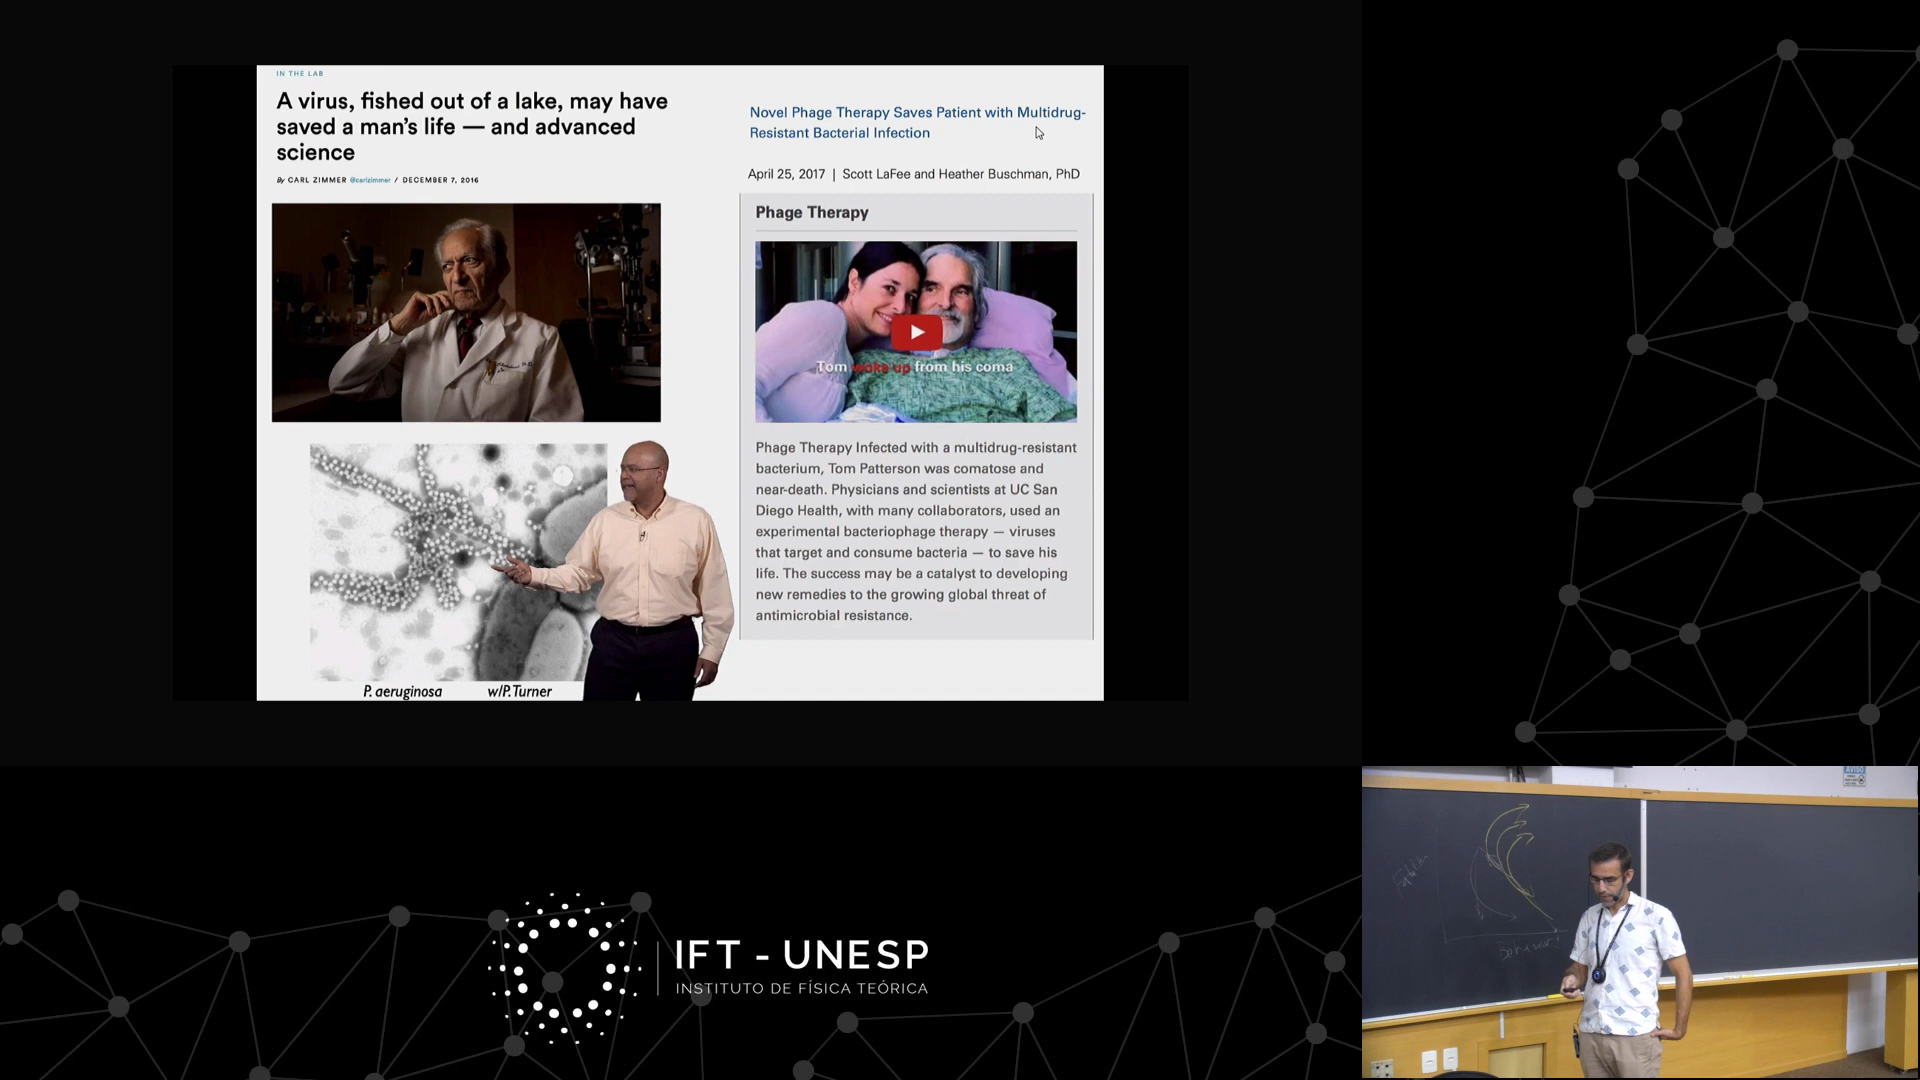 IN THE LAB
A virus, fished out of a lake, may have
saved a man's life — and advanced
science
By CARL ZIMMER @carlzimmer / DECEMBER 7, 2016
Novel Phage Therapy Saves Patient with Multidrug-
Resistant Bacterial Infection
April 25, 2017 | Scott LaFee and Heather Buschman, PhD
Phage Therapy
Tom woke up from his coma
Phage Therapy Infected with a multidrug-resistant
bacterium, Tom Patterson was comatose and
near-death. Physicians and scientists at UC San
Diego Health, with many collaborators, used an
experimental bacteriophage therapy — viruses
that target and consume bacteria — to save his
life. The success may be a catalyst to developing
new remedies to the growing global threat of
antimicrobial resistance.
P. aeruginosa
w/P. Turner
IFT - UNESP
INSTITUTO DE FÍSICA TEÓRICA
AVISO